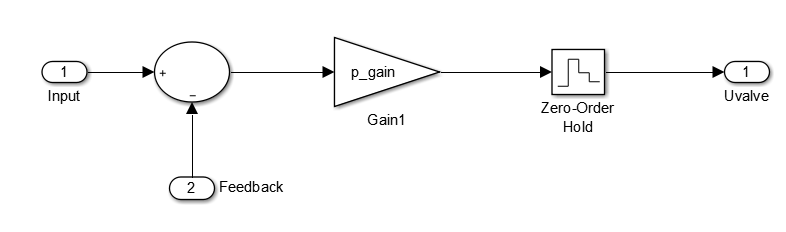 1
Input
+
−
2
Feedback
p_gain
Gain1
Zero-Order
Hold
1
Uvalve